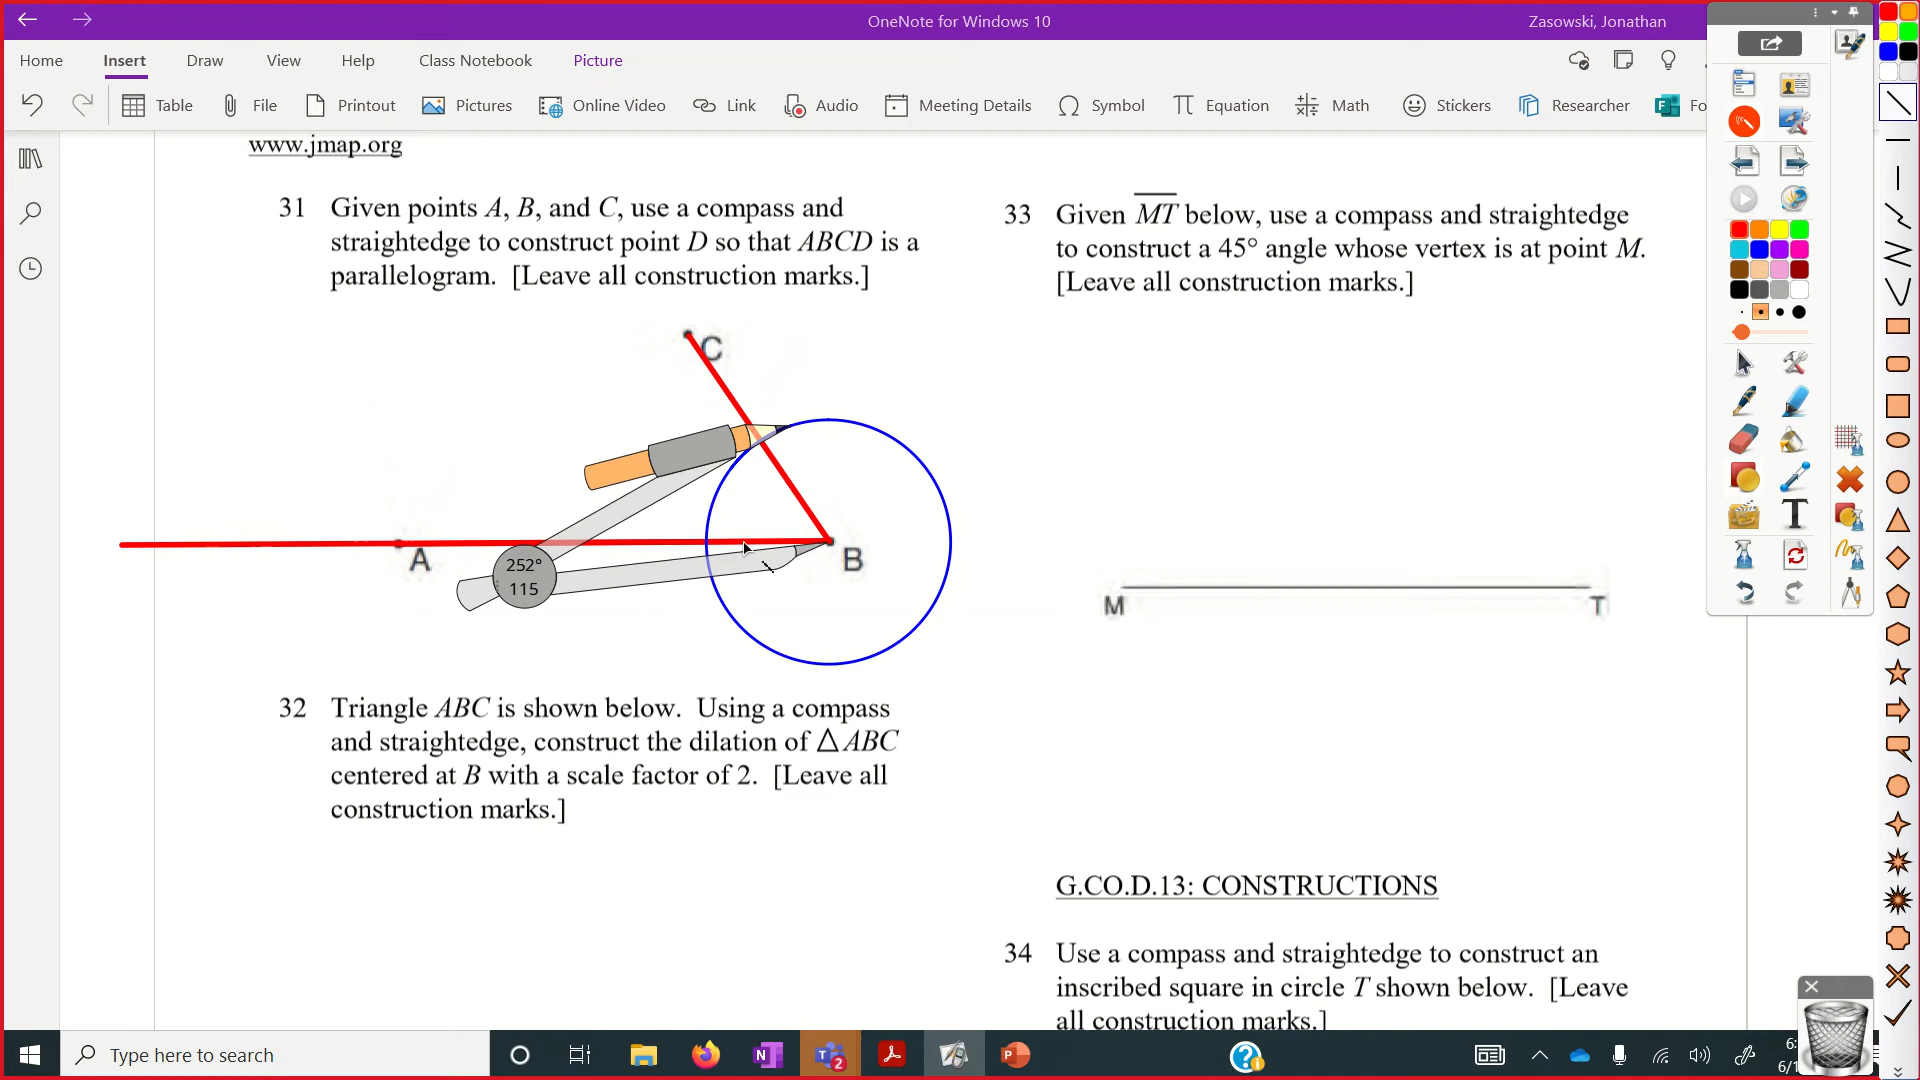 OneNote for Windows 10
Zasowski, Jonathan
Home Insert Draw View Help Class Notebook Picture
Table File Printout Pictures Online Video Link Audio Meeting Details Symbol Equation Math Stickers Researcher Fo
www.jmap.org
31 Given points A, B, and C, use a compass and
straightedge to construct point D so that ABCD is a
parallelogram. [Leave all construction marks.]
C
A
252°
115
B
32 Triangle ABC is shown below. Using a compass
and straightedge, construct the dilation of △ABC
centered at B with a scale factor of 2. [Leave all
construction marks.]
33 Given MT below, use a compass and straightedge
to construct a 45° angle whose vertex is at point M.
[Leave all construction marks.]
M T
G.CO.D.13: CONSTRUCTIONS
34 Use a compass and straightedge to construct an
inscribed square in circle T shown below. [Leave
all construction marks.]
T
Type here to search
N
2
P
6:
6/1